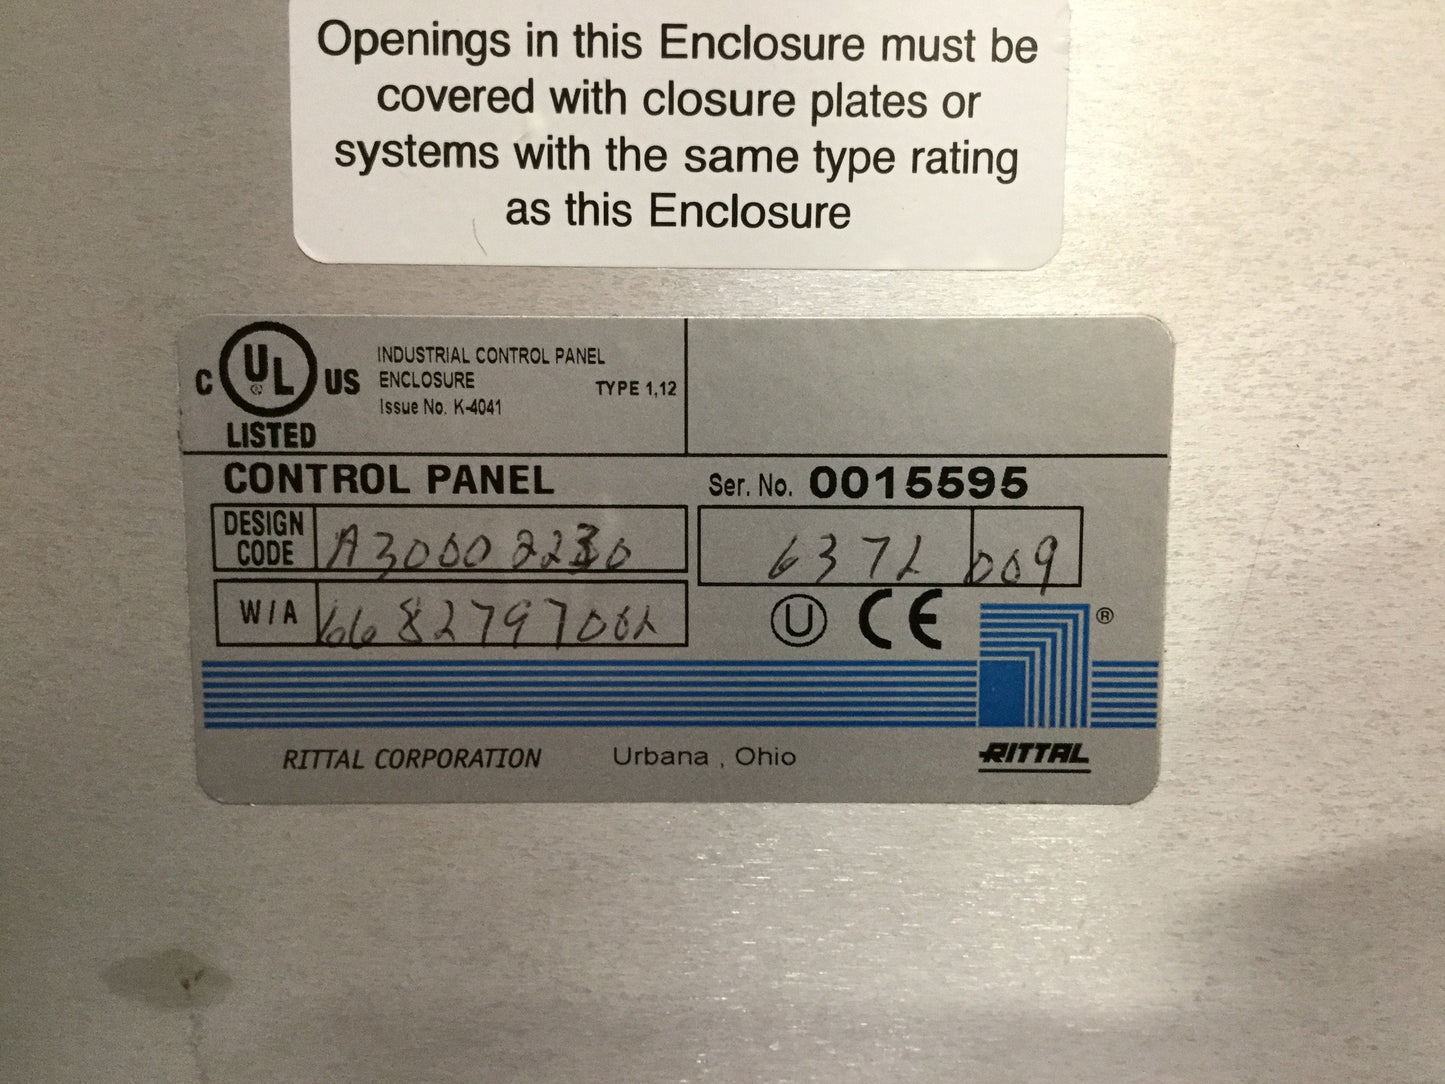 Openings in this Enclosure must be
covered with closure plates or
systems with the same type rating
as this Enclosure
C UL US
LISTED
INDUSTRIAL CONTROL PANEL
ENCLOSURE TYPE 1,12
Issue No. K-4041
CONTROL PANEL
Ser. No. 0015595
DESIGN
CODE
W/A
009
U CE
®
RITTAL CORPORATION Urbana, Ohio
RITTAL